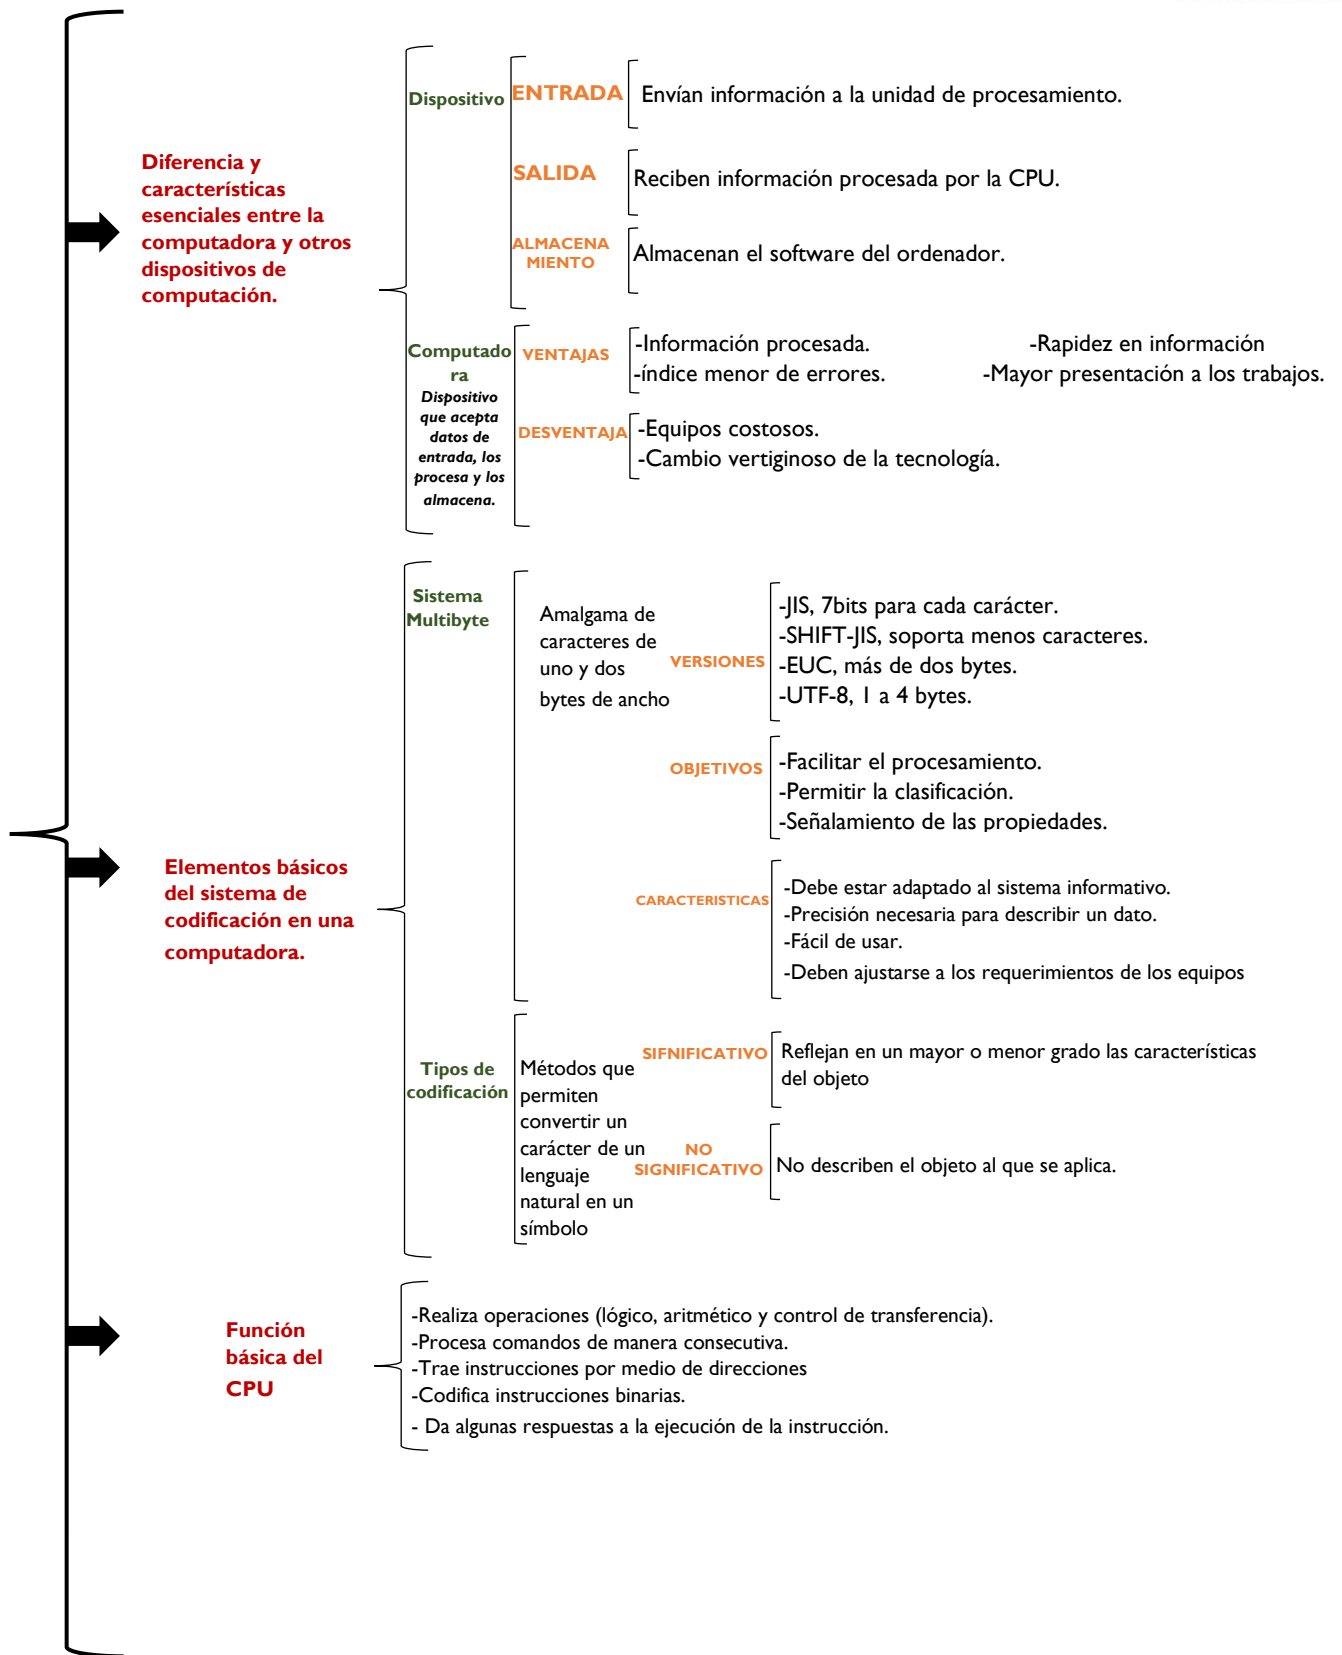 Diferencia y
características
esenciales entre la
computadora y otros
dispositivos de
computación.
Dispositivo
ENTRADA
Envían información a la unidad de procesamiento.
SALIDA
Reciben información procesada por la CPU.
ALMACENA
MIENTO
Almacenan el software del ordenador.
Computado
ra
Dispositivo
que acepta
datos de
entrada, los
procesa y los
almacena.
VENTAJAS
-Información procesada.
-Rapidez en información
-índice menor de errores.
-Mayor presentación a los trabajos.
DESVENTAJA
-Equipos costosos.
-Cambio vertiginoso de la tecnología.
Elementos básicos
del sistema de
codificación en una
computadora.
Sistema
Multibyte
Amalgama de
caracteres de
uno y dos
bytes de ancho
VERSIONES
-JIS, 7bits para cada carácter.
-SHIFT-JIS, soporta menos caracteres.
-EUC, más de dos bytes.
-UTF-8, 1 a 4 bytes.
OBJETIVOS
-Facilitar el procesamiento.
-Permitir la clasificación.
-Señalamiento de las propiedades.
CARACTERISTICAS
-Debe estar adaptado al sistema informativo.
-Precisión necesaria para describir un dato.
-Fácil de usar.
-Deben ajustarse a los requerimientos de los equipos
Tipos de
codificación
Métodos que
permiten
convertir un
carácter de un
lenguaje
natural en un
símbolo
SIFNIFICATIVO
Reflejan en un mayor o menor grado las características
del objeto
NO
SIGNIFICATIVO
No describen el objeto al que se aplica.
Función
básica del
CPU
-Realiza operaciones (lógico, aritmético y control de transferencia).
-Procesa comandos de manera consecutiva.
-Trae instrucciones por medio de direcciones
-Codifica instrucciones binarias.
- Da algunas respuestas a la ejecución de la instrucción.